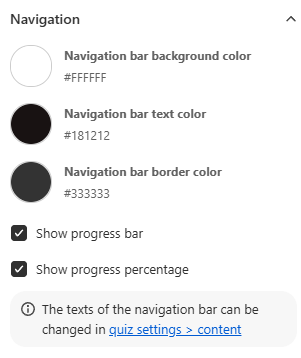 Navigation
Navigation bar background color
#FFFFFF
Navigation bar text color
#181212
Navigation bar border color
#333333
Show progress bar
Show progress percentage
The texts of the navigation bar can be
changed in quiz settings > content